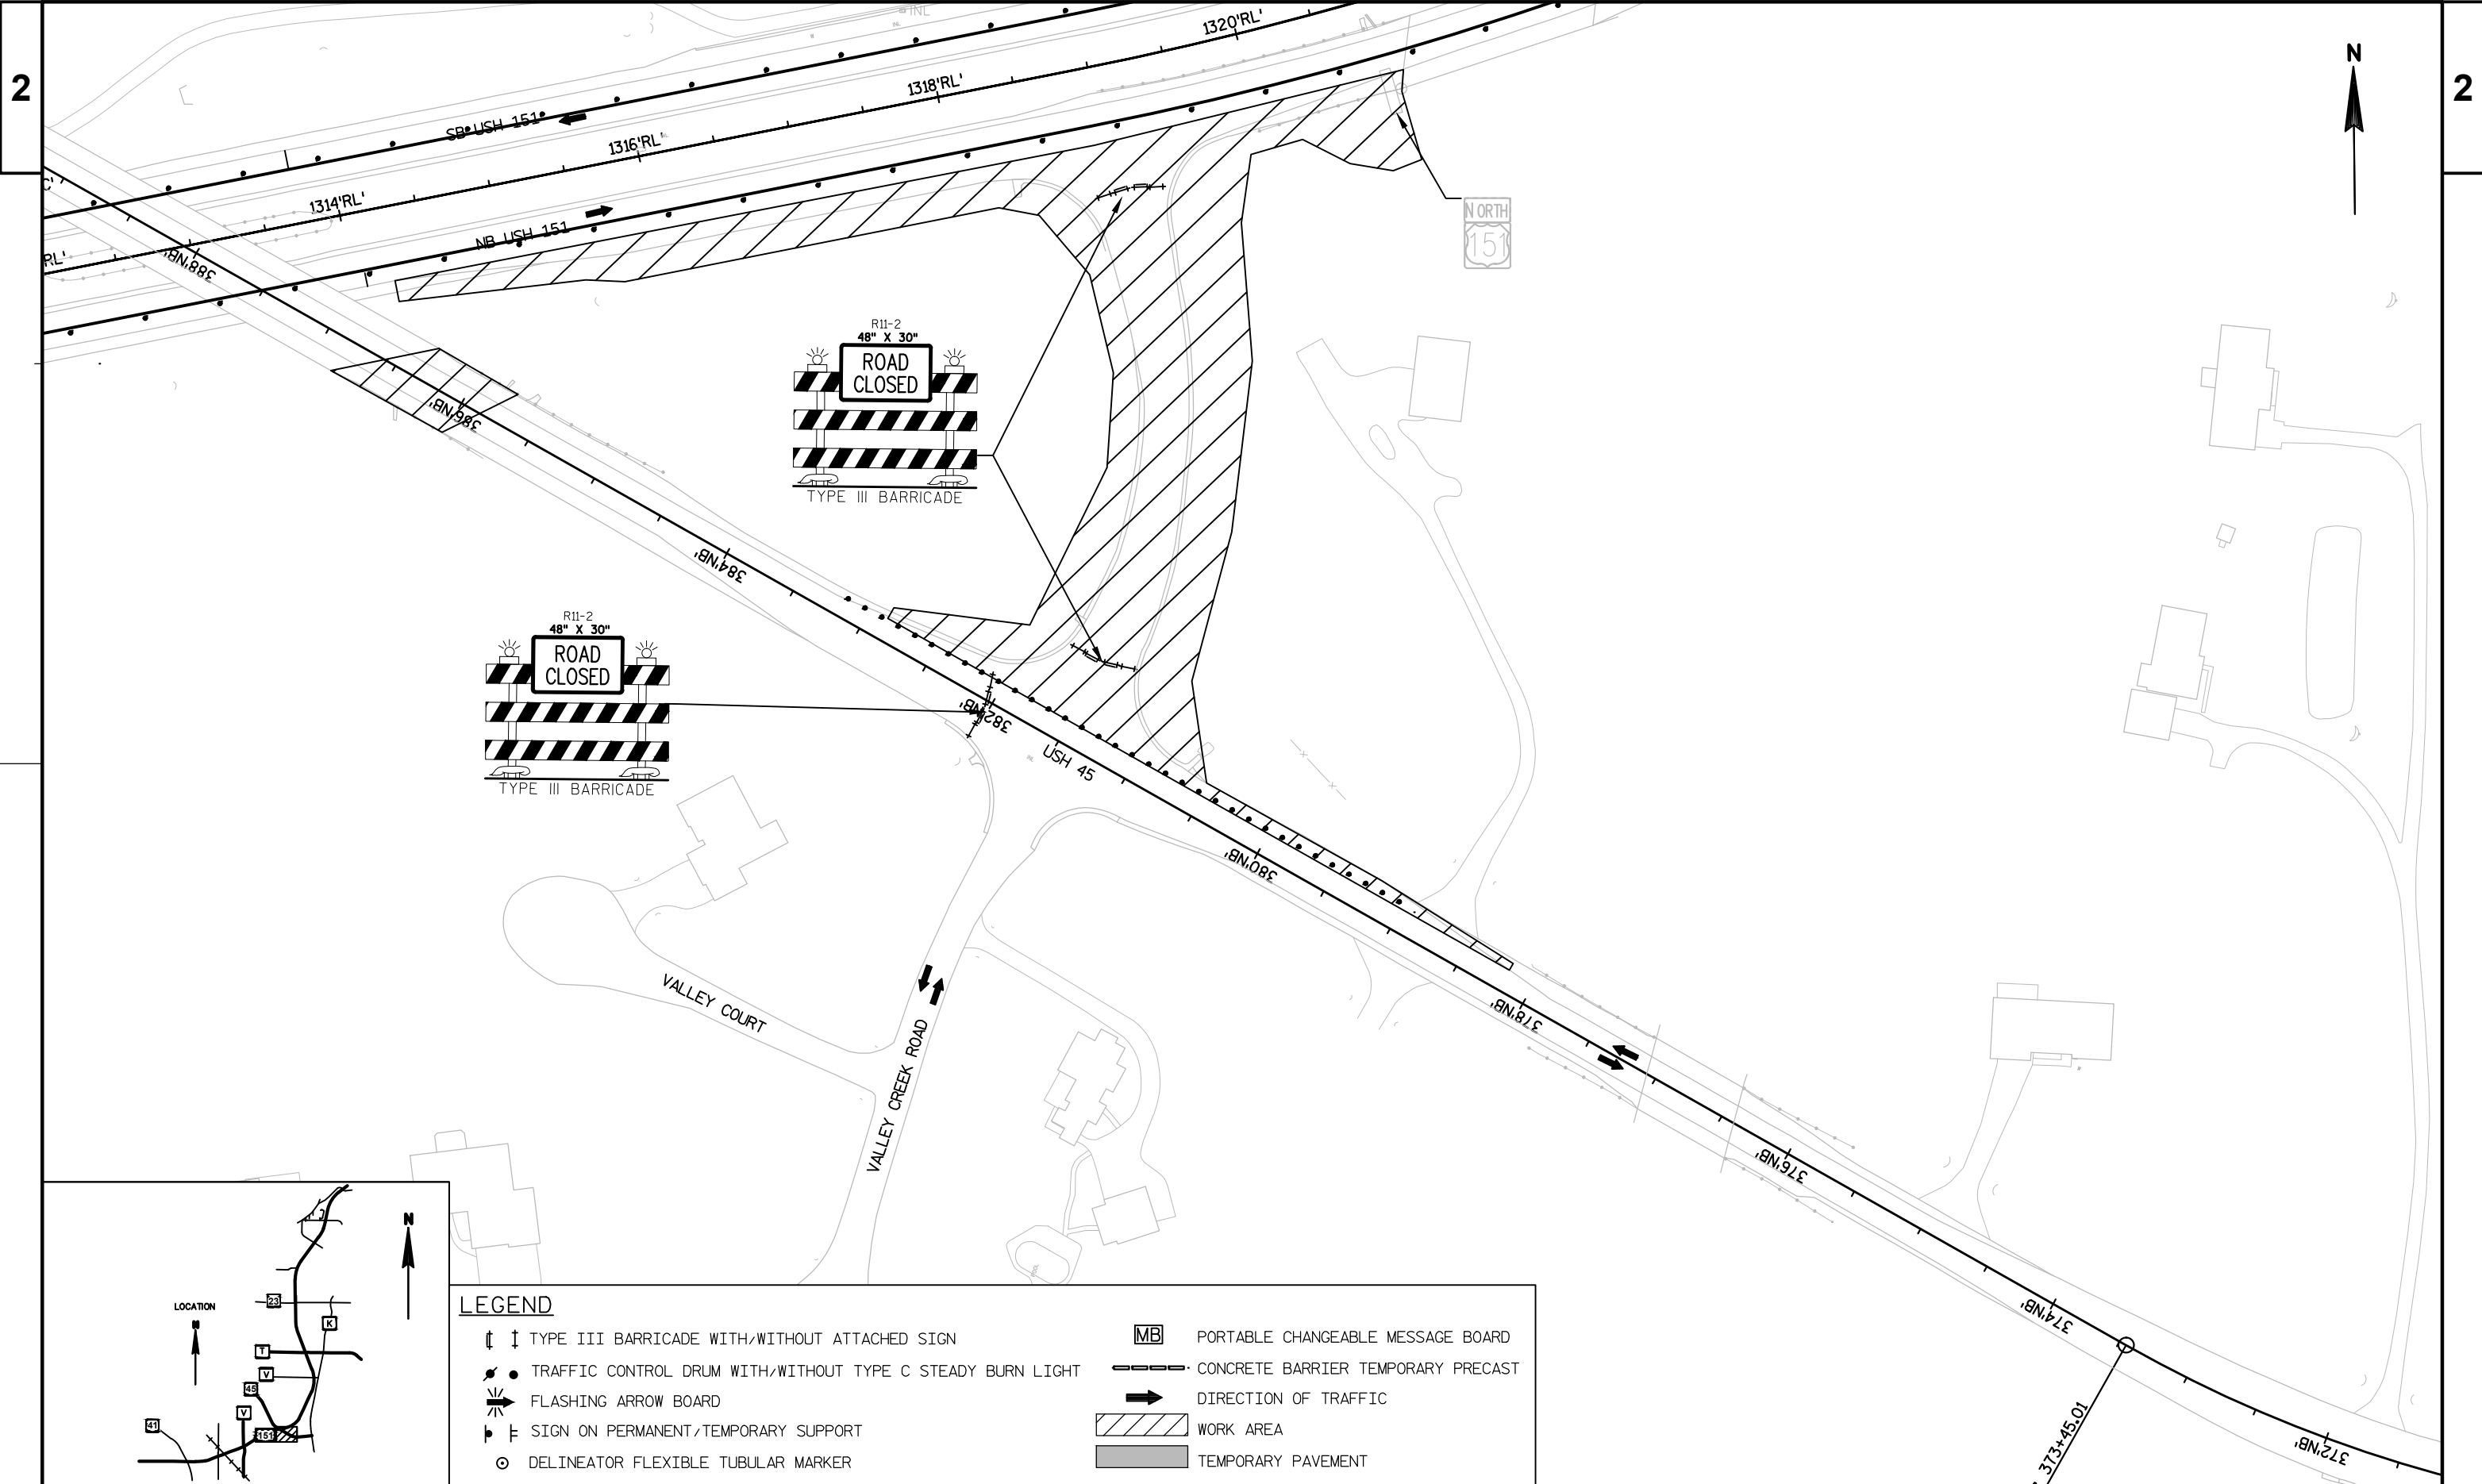 2
2
N
INL
1320'RL'
1318'RL'
SB USH 151
1316'RL'
1314'RL'
C'
RL'
NB USH 151
388'NB'
NORTH
151
R11-2
48" X 30"
ROAD
CLOSED
TYPE III BARRICADE
386'NB'
384'NB'
R11-2
48" X 30"
ROAD
CLOSED
TYPE III BARRICADE
382'NB'
USH 45
380'NB'
VALLEY COURT
VALLEY CREEK ROAD
378'NB'
376'NB'
374'NB'
373+45.01
372'NB'
LOCATION
N
N
J
23
K
T
V
45
V
41
151
LEGEND
TYPE III BARRICADE WITH/WITHOUT ATTACHED SIGN
TRAFFIC CONTROL DRUM WITH/WITHOUT TYPE C STEADY BURN LIGHT
FLASHING ARROW BOARD
SIGN ON PERMANENT/TEMPORARY SUPPORT
DELINEATOR FLEXIBLE TUBULAR MARKER
MB PORTABLE CHANGEABLE MESSAGE BOARD
CONCRETE BARRIER TEMPORARY PRECAST
DIRECTION OF TRAFFIC
WORK AREA
TEMPORARY PAVEMENT